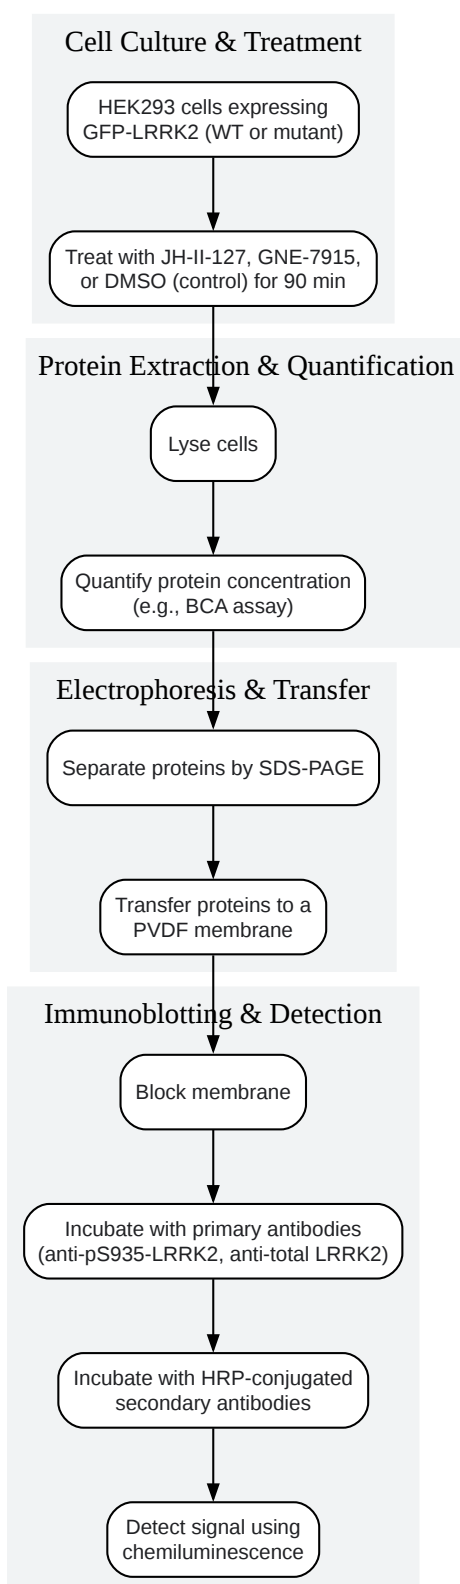 Cell Culture & Treatment
HEK293 cells expressing
GFP-LRRK2 (WT or mutant)
Treat with JH-II-127, GNE-7915,
or DMSO (control) for 90 min
Protein Extraction & Quantification
Lyse cells
Quantify protein concentration
(e.g., BCA assay)
Electrophoresis & Transfer
Separate proteins by SDS-PAGE
Transfer proteins to a
PVDF membrane
Immunoblotting & Detection
Block membrane
Incubate with primary antibodies
(anti-pS935-LRRK2, anti-total LRRK2)
Incubate with HRP-conjugated
secondary antibodies
Detect signal using
chemiluminescence